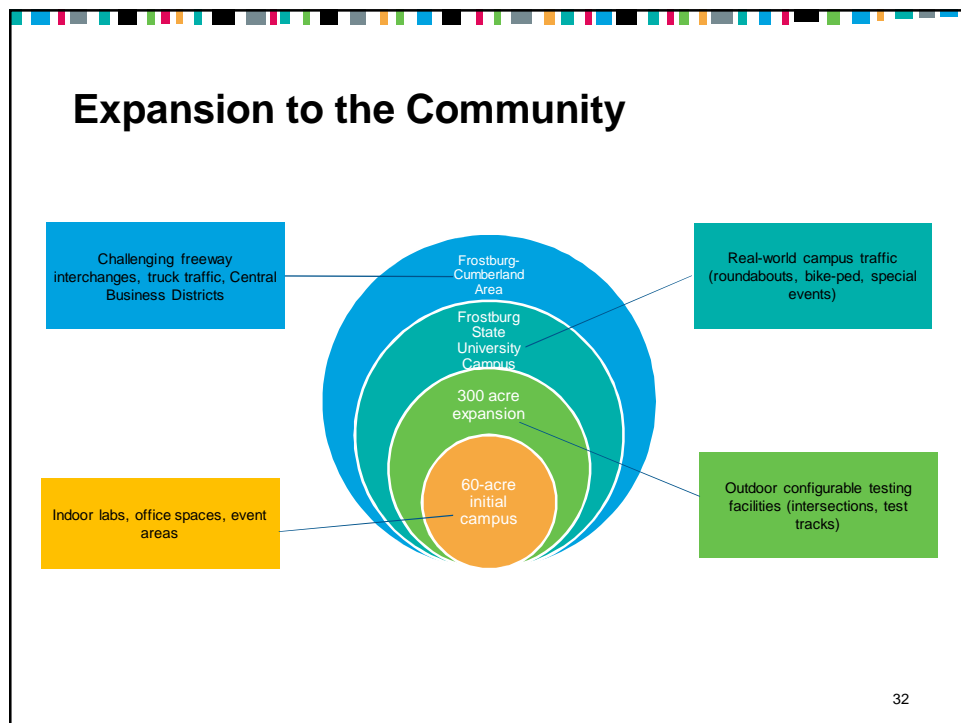 Expansion to the Community
Challenging freeway
interchanges, truck traffic, Central
Business Districts
Frostburg-
Cumberland
Area
Real-world campus traffic
(roundabouts, bike-ped, special
events)
Frostburg
State
University
Campus
300 acre
expansion
60-acre
initial
campus
Indoor labs, office spaces, event
areas
Outdoor configurable testing
facilities (intersections, test
tracks)
32